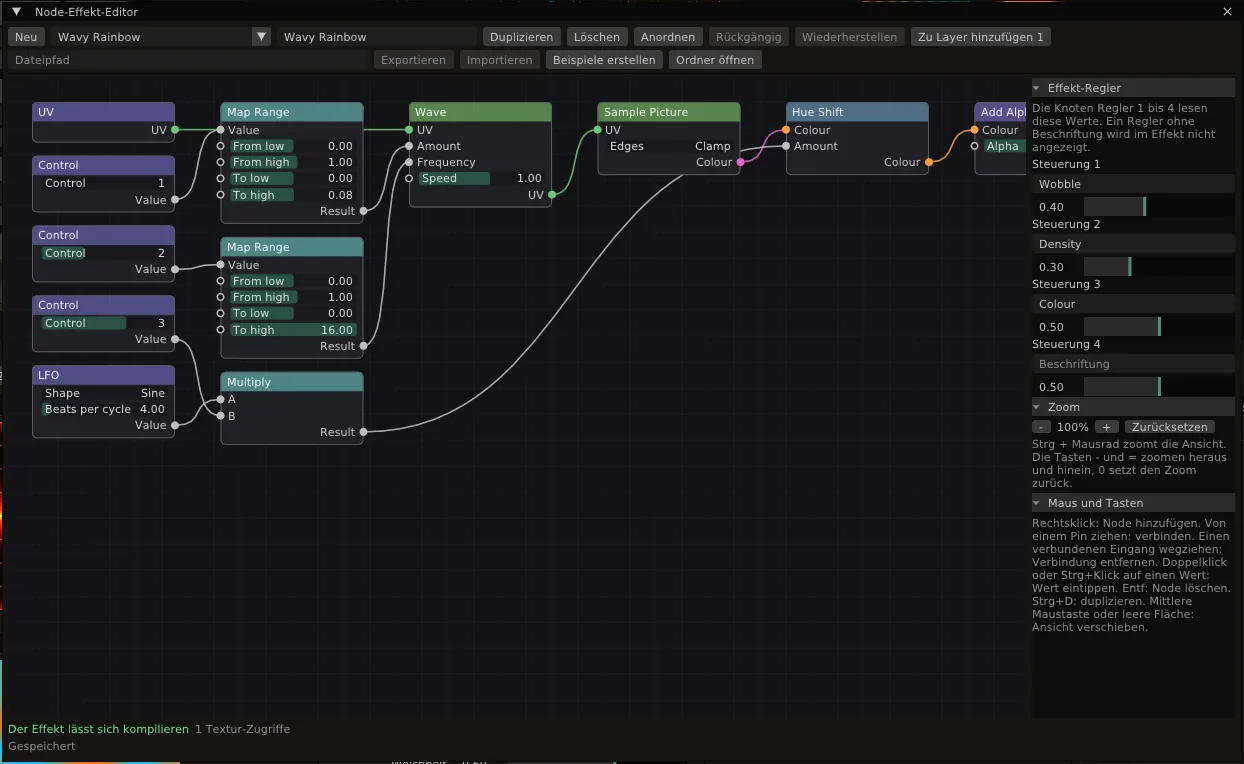 Node-Effekt-Editor
Neu Wavy Rainbow Wavy Rainbow Duplizieren Löschen Anordnen Rückgängig Wiederherstellen Zu Layer hinzufügen 1
Dateipfad Exportieren Importieren Beispiele erstellen Ordner öffnen
UV
UV
Control
Control 1
Value
Control
Control 2
Value
Control
Control 3
Value
LFO
Shape Sine
Beats per cycle 4.00
Value
Map Range
Value
From low 0.00
From high 1.00
To low 0.00
To high 0.08
Result
Map Range
Value
From low 0.00
From high 1.00
To low 0.00
To high 16.00
Result
Multiply
A
B
Result
Wave
UV
Amount
Frequency
Speed 1.00
UV
Sample Picture
UV
Edges Clamp
Colour
Hue Shift
Colour
Amount
Colour
Add Alp
Colour
Alpha
Effekt-Regler
Die Knoten Regler 1 bis 4 lesen
diese Werte. Ein Regler ohne
Beschriftung wird im Effekt nicht
angezeigt.
Steuerung 1
Wobble
0.40
Steuerung 2
Density
0.30
Steuerung 3
Colour
0.50
Steuerung 4
Beschriftung
0.50
Zoom
- 100% + Zurücksetzen
Strg + Mausrad zoomt die Ansicht.
Die Tasten - und = zoomen heraus
und hinein, 0 setzt den Zoom
zurück.
Maus und Tasten
Rechtsklick: Node hinzufügen. Von
einem Pin ziehen: verbinden. Einen
verbundenen Eingang wegziehen:
Verbindung entfernen. Doppelklick
oder Strg+Klick auf einen Wert:
Wert eintippen. Entf: Node löschen.
Strg+D: duplizieren. Mittlere
Maustaste oder leere Fläche:
Ansicht verschieben.
Der Effekt lässt sich kompilieren 1 Textur-Zugriffe
Gespeichert